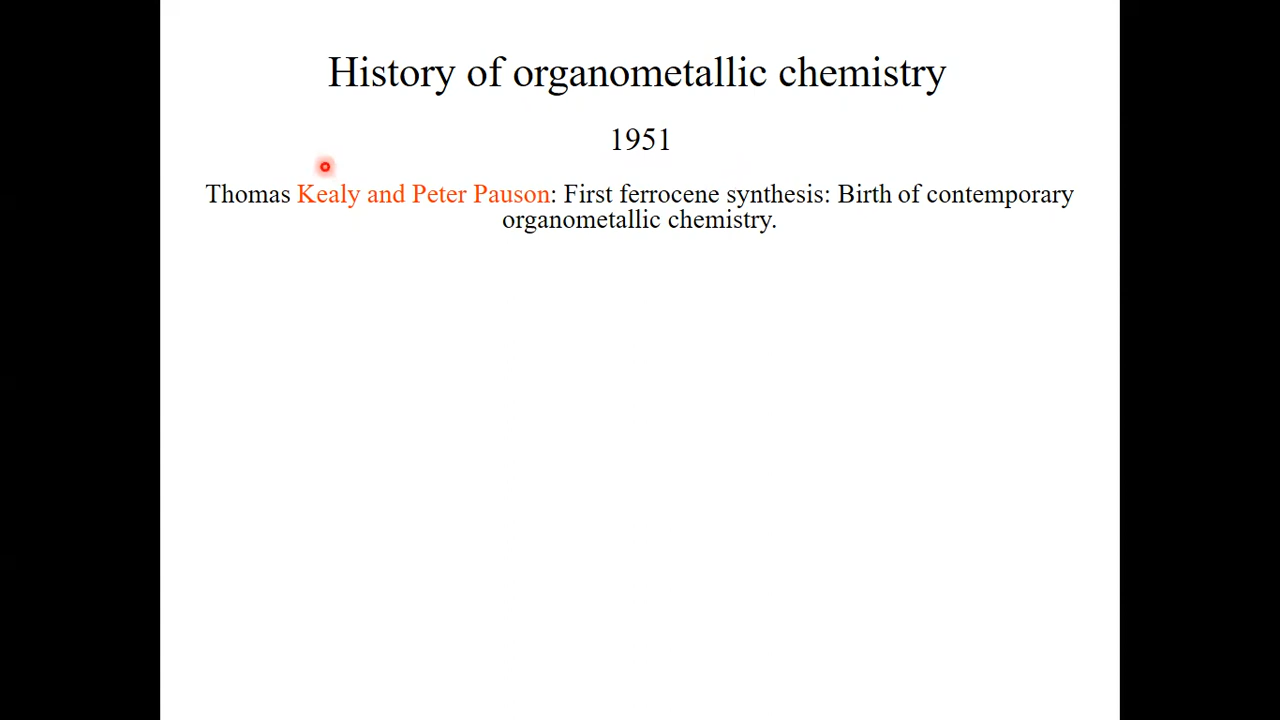 History of organometallic chemistry
1951
Thomas Kealy and Peter Pauson: First ferrocene synthesis: Birth of contemporary
organometallic chemistry.